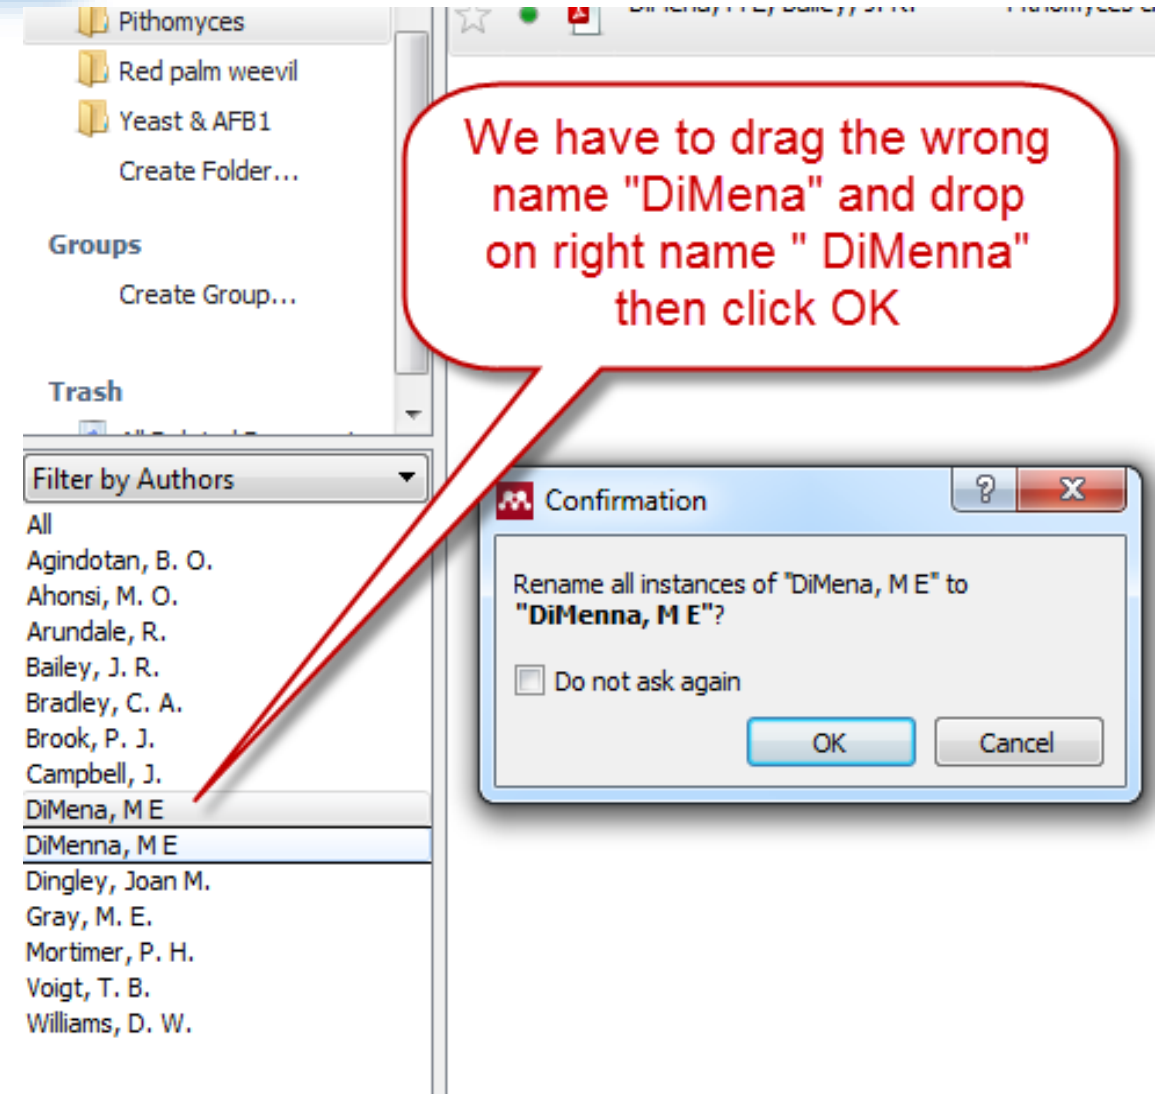 Pithomyces
Red palm weevil
Yeast & AFB1
Create Folder...
Groups
Create Group...
Trash
We have to drag the wrong
name "DiMena" and drop
on right name " DiMenna"
then click OK
Filter by Authors
All
Agindotan, B. O.
Ahonsi, M. O.
Arundale, R.
Bailey, J. R.
Bradley, C. A.
Brook, P. J.
Campbell, J.
DiMena, M E
DiMenna, M E
Dingley, Joan M.
Gray, M. E.
Mortimer, P. H.
Voigt, T. B.
Williams, D. W.
Confirmation
Rename all instances of "DiMena, M E" to
"DiMenna, M E"?
Do not ask again
OK
Cancel